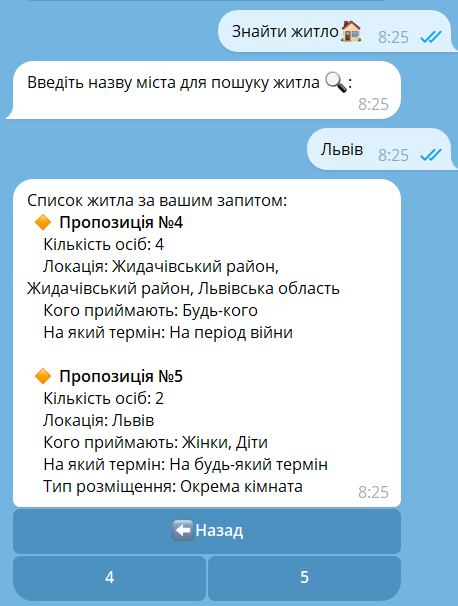 Знайти житло🏠
8:25
Введіть назву міста для пошуку житла 🔍:
8:25
Львів
8:25
Список житла за вашим запитом:
🔸 Пропозиція №4
Кількість осіб: 4
Локація: Жидачівський район,
Жидачівський район, Львівська область
Кого приймають: Будь-кого
На який термін: На період війни
🔸 Пропозиція №5
Кількість осіб: 2
Локація: Львів
Кого приймають: Жінки, Діти
На який термін: На будь-який термін
Тип розміщення: Окрема кімната
8:25
⬅️Назад
4
5